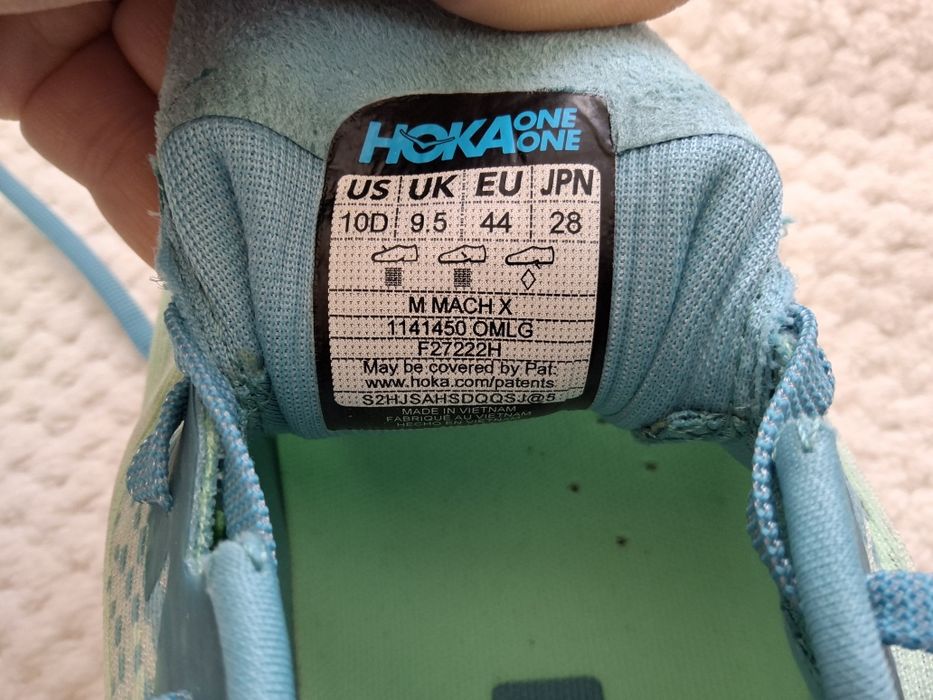 HOKA ONE ONE
US UK EU JPN
10D 9.5 44 28
M MACH X
1141450 OMLG
F27222H
May be covered by Pat:
www.hoka.com/patents
S2HJSAHSDQQSJ@5
MADE IN VIETNAM
FABRIQUÉ AU VIETNAM
HECHO EN VIETNAM